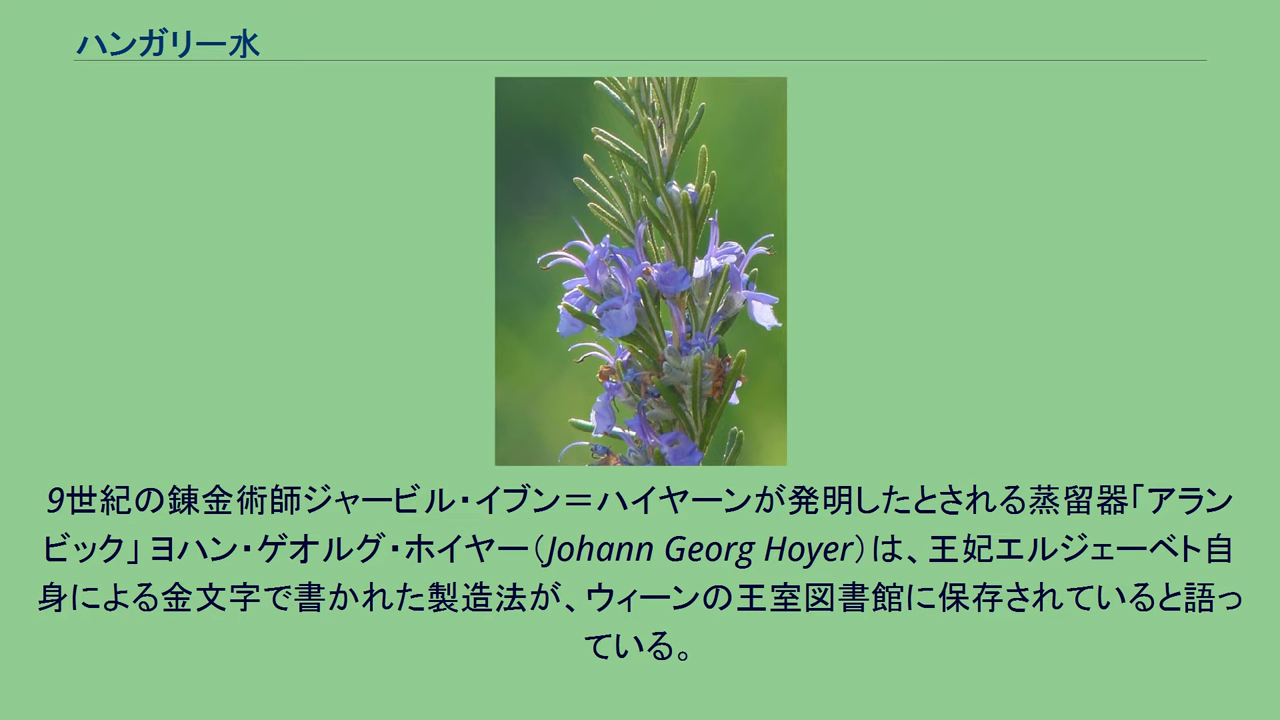 ハンガリー水
9世紀の錬金術師ジャービル・イブン＝ハイヤーンが発明したとされる蒸留器「アラン
ビック」 ヨハン・ゲオルグ・ホイヤー（Johann Georg Hoyer）は、王妃エルジェーベト自
身による金文字で書かれた製造法が、ウィーンの王室図書館に保存されていると語っ
ている。